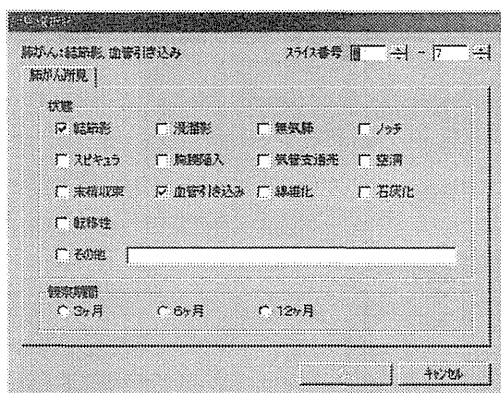 肺がん:結節影,血管引き込み スライス番号 - 7
肺がん所見
状態
結節影 浸潤影 無気肺 ノッチ
スピキュラ 胸膜陥入 気管支透亮 空洞
末梢収束 血管引き込み 線維化 石灰化
転移性
その他
観察期間
3ヶ月 6ヶ月 12ヶ月
キャンセル